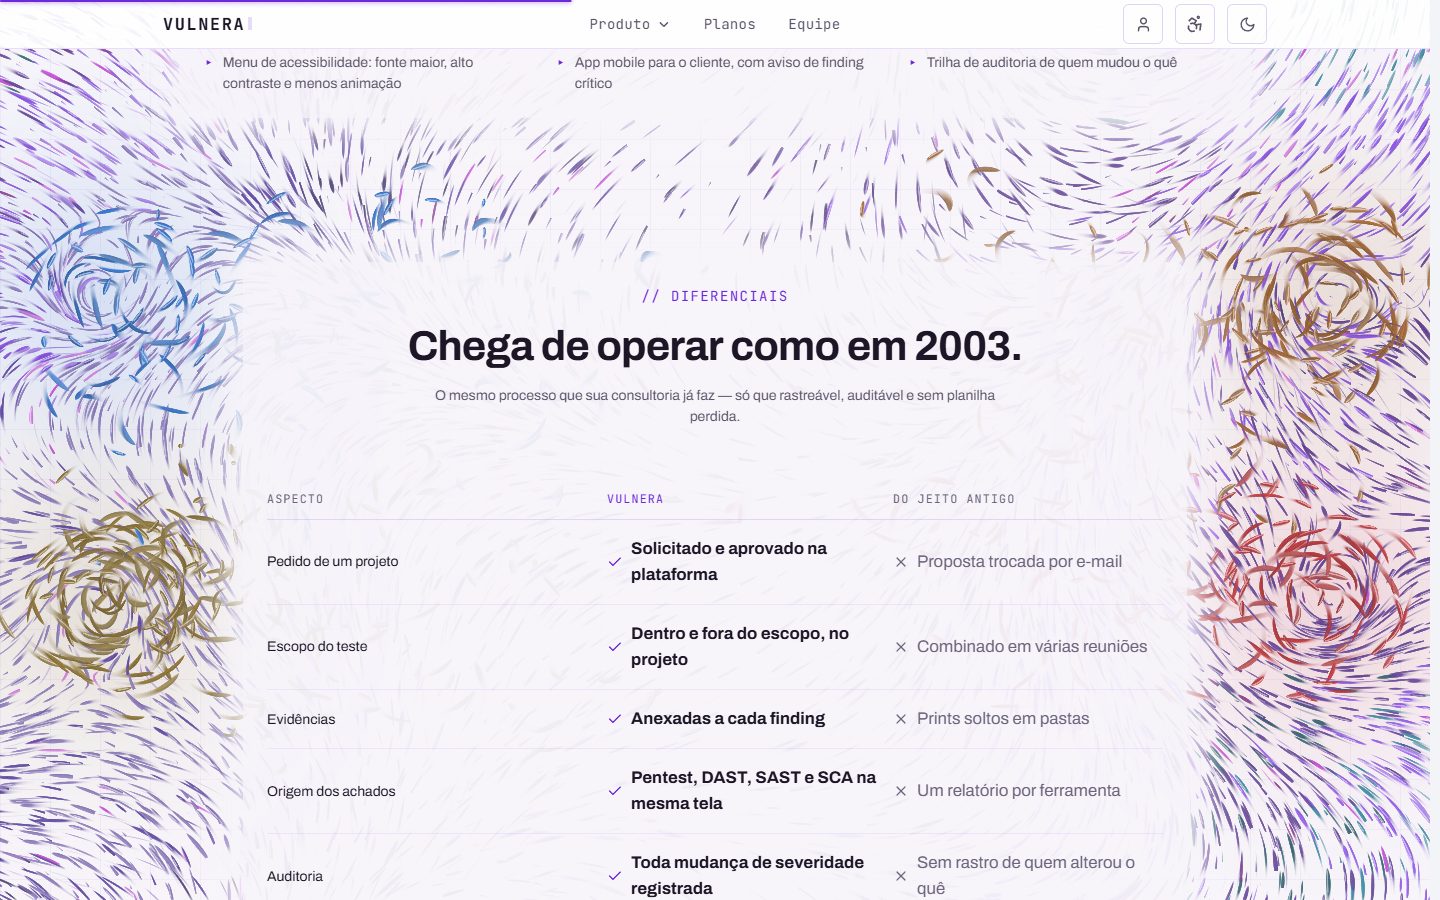 VULNERA
Produto
Planos
Equipe
Menu de acessibilidade: fonte maior, alto
contraste e menos animação
App mobile para o cliente, com aviso de finding
crítico
Trilha de auditoria de quem mudou o quê
// DIFERENCIAIS
Chega de operar como em 2003.
O mesmo processo que sua consultoria já faz — só que rastreável, auditável e sem planilha
perdida.
ASPECTO
VULNERA
DO JEITO ANTIGO
Pedido de um projeto
Solicitado e aprovado na
plataforma
Proposta trocada por e-mail
Escopo do teste
Dentro e fora do escopo, no
projeto
Combinado em várias reuniões
Evidências
Anexadas a cada finding
Prints soltos em pastas
Origem dos achados
Pentest, DAST, SAST e SCA na
mesma tela
Um relatório por ferramenta
Auditoria
Toda mudança de severidade
registrada
Sem rastro de quem alterou o
quê